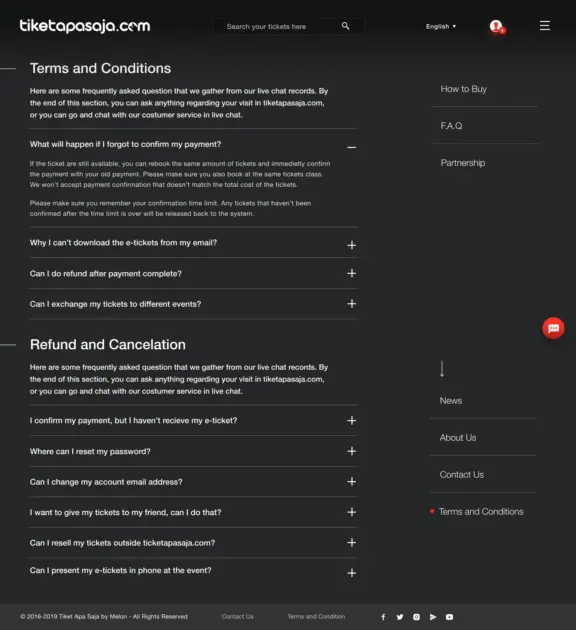 tiketapasaja.com
Search your tickets here
English
Terms and Conditions
Here are some frequently asked question that we gather from our live chat records. By
the end of this section, you can ask anything regarding your visit in tiketapasaja.com,
or you can go and chat with our costumer service in live chat.
What will happen if I forgot to confirm my payment?
If the ticket are still available, you can rebook the same amount of tickets and immedietly confirm
the payment with your old payment. Please make sure you also book at the same tickets class.
We won't accept payment confirmation that doesn't match the total cost of the tickets.
Please make sure you remember your confirmation time limit. Any tickets that haven't been
confirmed after the time limit is over will be released back to the system.
Why I can't download the e-tickets from my email?
Can I do refund after payment complete?
Can I exchange my tickets to different events?
Refund and Cancelation
Here are some frequently asked question that we gather from our live chat records. By
the end of this section, you can ask anything regarding your visit in tiketapasaja.com,
or you can go and chat with our costumer service in live chat.
I confirm my payment, but I haven't recieve my e-ticket?
Where can I reset my password?
Can I change my account email address?
I want to give my tickets to my friend, can I do that?
Can I resell my tickets outside ticketapasaja.com?
Can I present my e-tickets in phone at the event?
How to Buy
F.A.Q
Partnership
News
About Us
Contact Us
Terms and Conditions
© 2016-2019 Tiket Apa Saja by Melon - All Rights Reserved
Contact Us
Terms and Condition